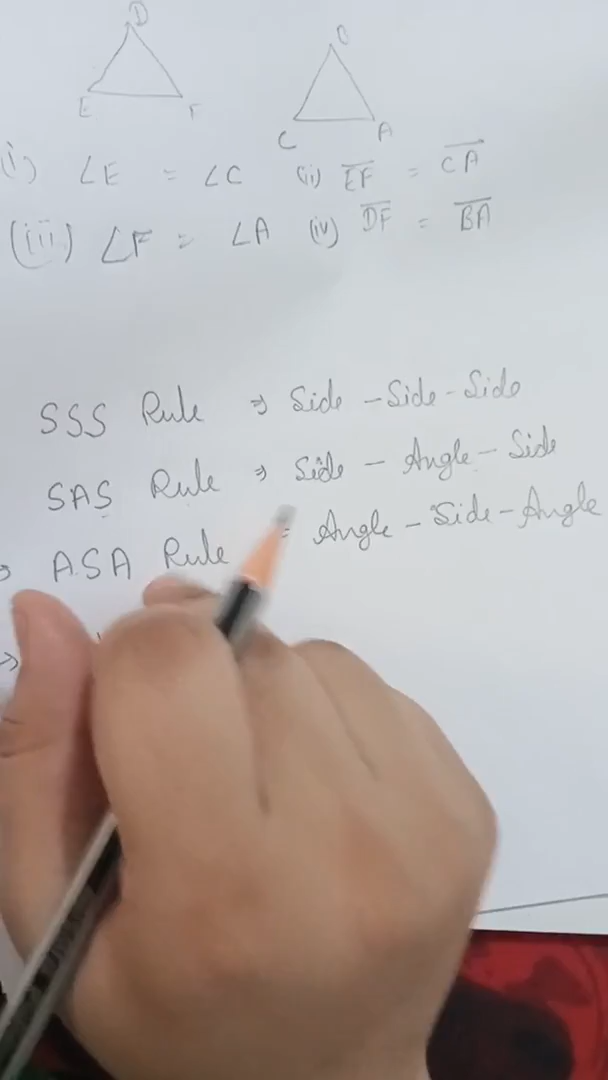 D
E F C A
(i) ∠E = ∠C (ii) EF = CA
(iii) ∠F = ∠A (iv) DF = BA
SSS Rule ⇒ Side - Side - Side
SAS Rule ⇒ Side - Angle - Side
ASA Rule = Angle - Side - Angle